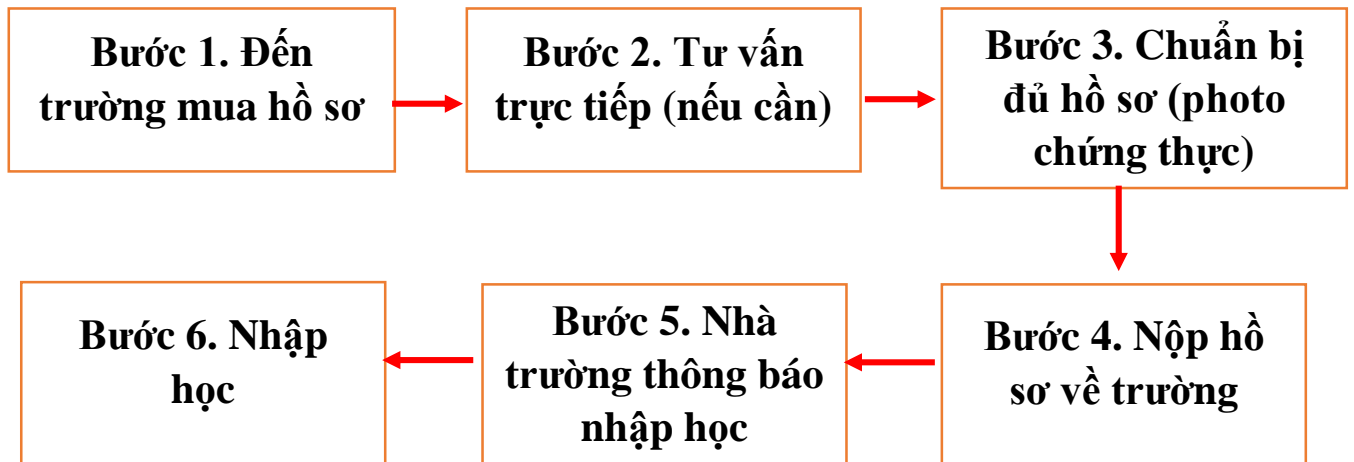 Bước 1. Đến
trường mua hồ sơ
Bước 2. Tư vấn
trực tiếp (nếu cần)
Bước 3. Chuẩn bị
đủ hồ sơ (photo
chứng thực)
Bước 4. Nộp hồ
sơ về trường
Bước 5. Nhà
trường thông báo
nhập học
Bước 6. Nhập
học